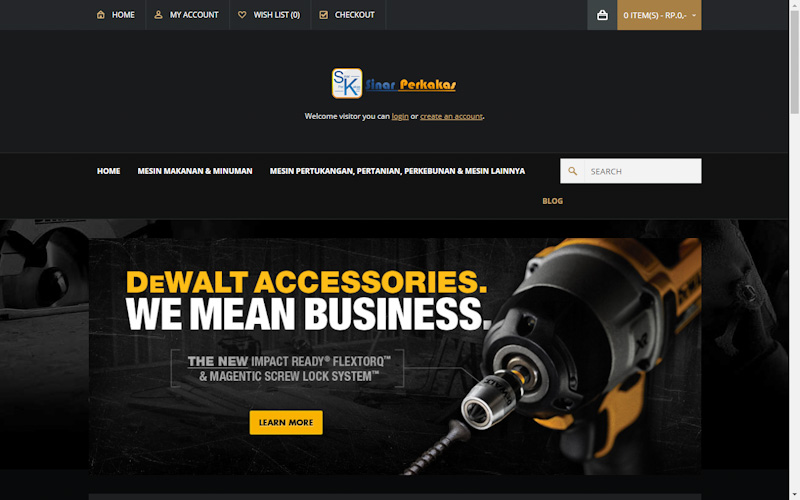 HOME
MY ACCOUNT
WISH LIST (0)
CHECKOUT
0 ITEM(S) - RP.0,-
SK Sinar Perkakas
Welcome visitor you can login or create an account.
HOME
MESIN MAKANAN & MINUMAN
MESIN PERTUKANGAN, PERTANIAN, PERKEBUNAN & MESIN LAINNYA
SEARCH
BLOG
DEWALT ACCESSORIES.
WE MEAN BUSINESS.
THE NEW IMPACT READY® FLEXTORQ™
& MAGENTIC SCREW LOCK SYSTEM™
LEARN MORE